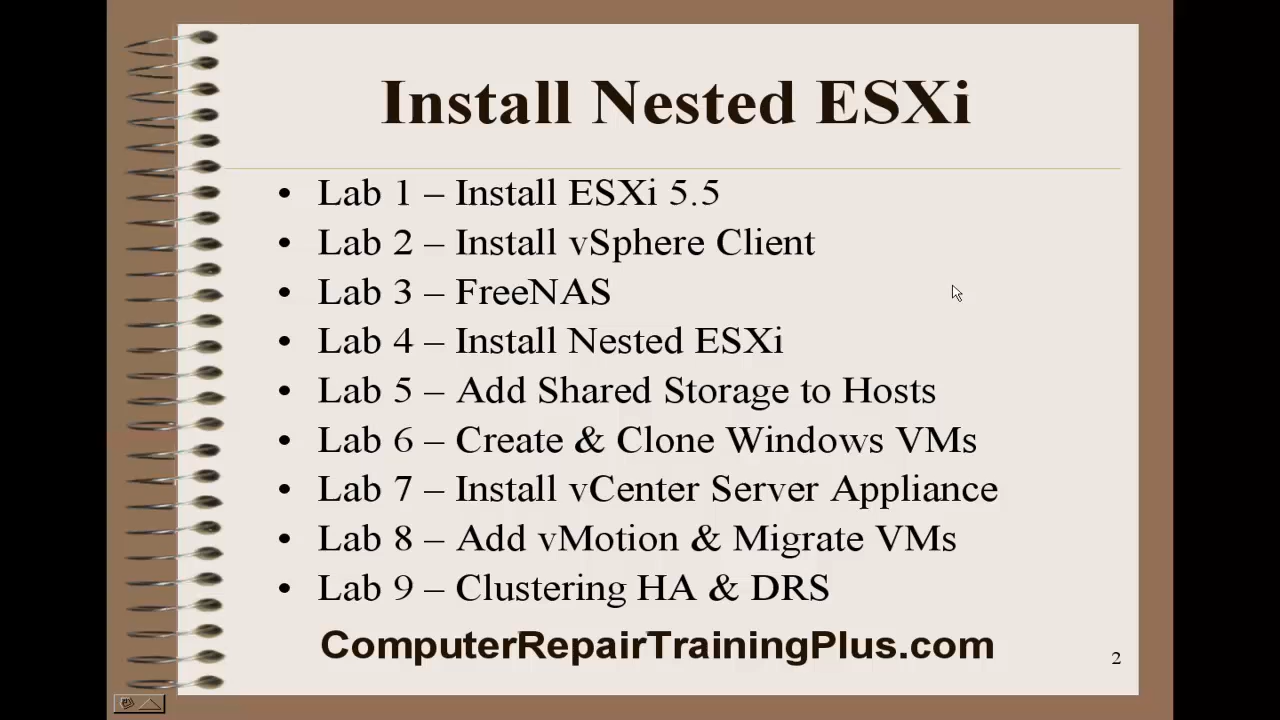 Install Nested ESXi
• Lab 1 – Install ESXi 5.5
• Lab 2 – Install vSphere Client
• Lab 3 – FreeNAS
• Lab 4 – Install Nested ESXi
• Lab 5 – Add Shared Storage to Hosts
• Lab 6 – Create & Clone Windows VMs
• Lab 7 – Install vCenter Server Appliance
• Lab 8 – Add vMotion & Migrate VMs
• Lab 9 – Clustering HA & DRS
ComputerRepairTrainingPlus.com
2